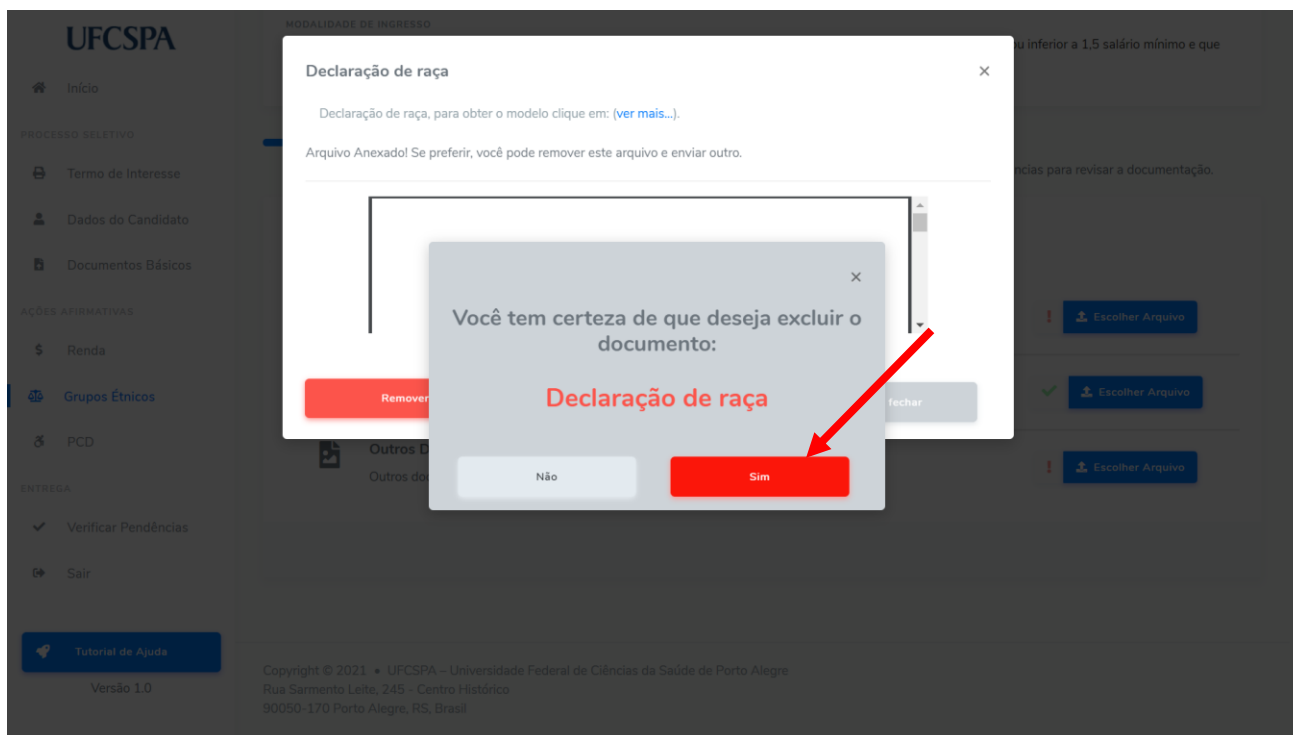 UFCSPA
Início
PROCESSO SELETIVO
Termo de Interesse
Dados do Candidato
Documentos Básicos
AÇÕES AFIRMATIVAS
$ Renda
Grupos Étnicos
PCD
ENTREGA
Verificar Pendências
Sair
Tutorial de Ajuda
Versão 1.0
MODALIDADE DE INGRESSO
ou inferior a 1,5 salário mínimo e que
Declaração de raça ×
Declaração de raça, para obter o modelo clique em: (ver mais...).
Arquivo Anexado! Se preferir, você pode remover este arquivo e enviar outro.
ncias para revisar a documentação.
×
Você tem certeza de que deseja excluir o
documento:
Declaração de raça
Não
Sim
Remover
fechar
! Escolher Arquivo
Escolher Arquivo
Outros D
Outros do
! Escolher Arquivo
Copyright © 2021 • UFCSPA – Universidade Federal de Ciências da Saúde de Porto Alegre
Rua Sarmento Leite, 245 - Centro Histórico
90050-170 Porto Alegre, RS, Brasil